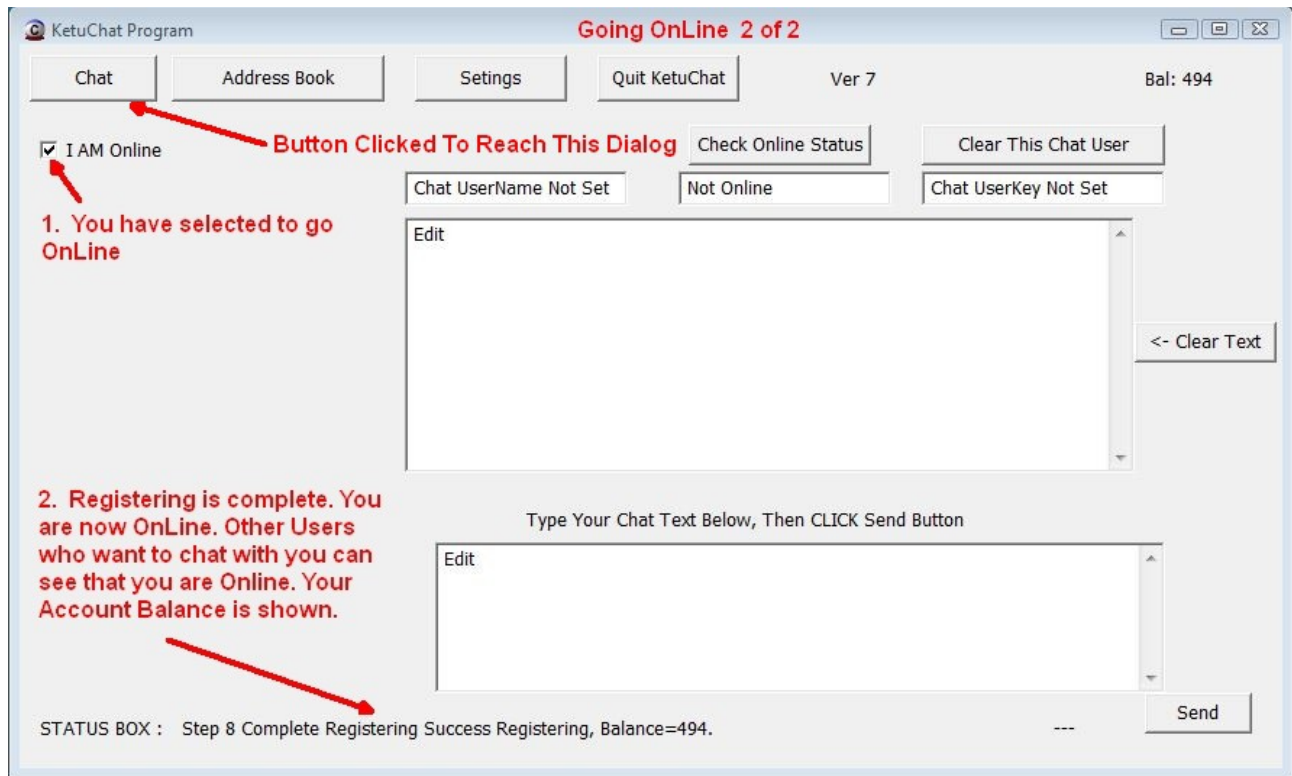 KetuChat Program
Going OnLine 2 of 2
Chat
Address Book
Setings
Quit KetuChat
Ver 7
Bal: 494
I AM Online
Button Clicked To Reach This Dialog
Check Online Status
Clear This Chat User
Chat UserName Not Set
Not Online
Chat UserKey Not Set
1. You have selected to go
OnLine
Edit
<- Clear Text
2. Registering is complete. You
are now OnLine. Other Users
who want to chat with you can
see that you are Online. Your
Account Balance is shown.
Type Your Chat Text Below, Then CLICK Send Button
Edit
Send
STATUS BOX : Step 8 Complete Registering Success Registering, Balance=494.
---